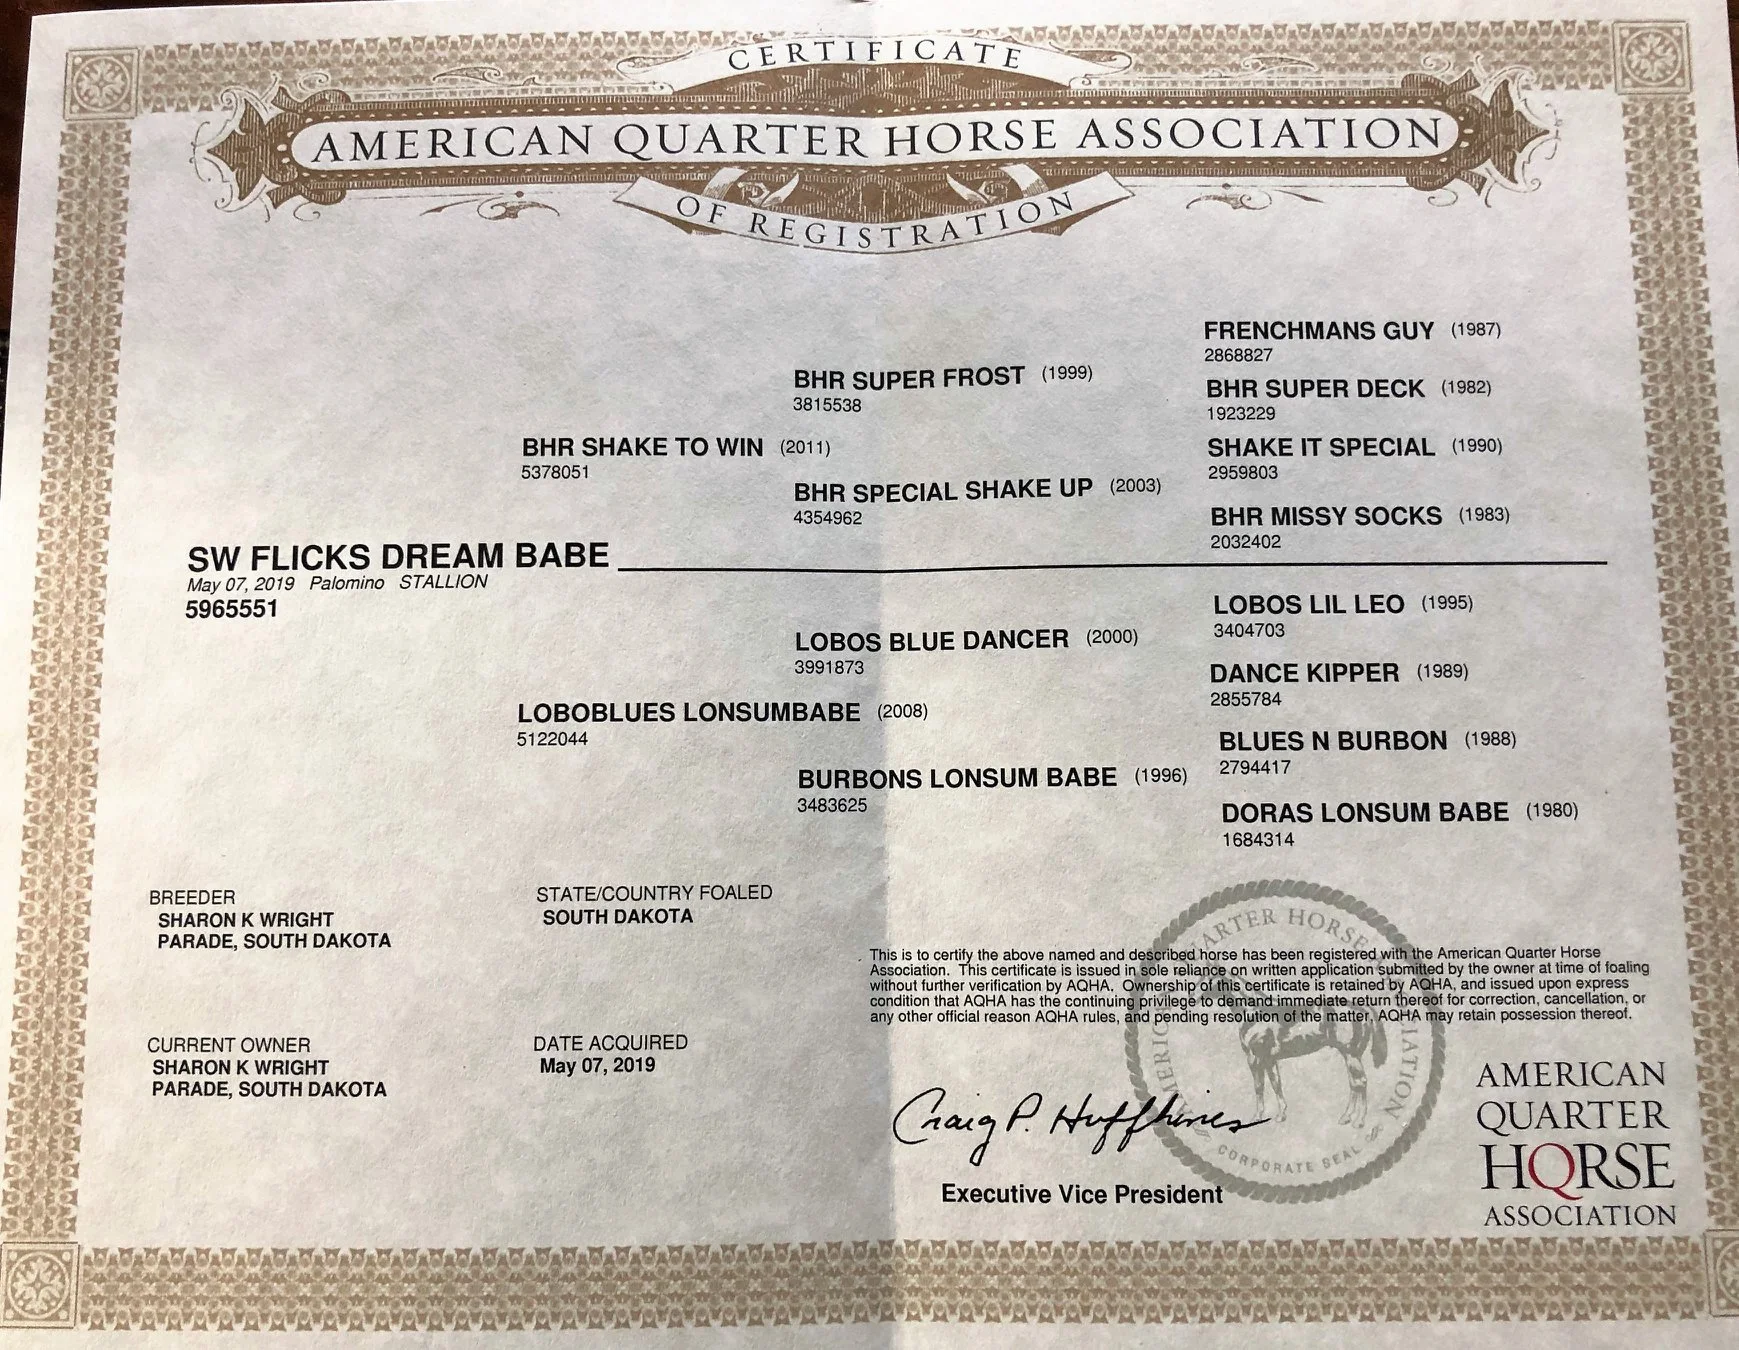 CERTIFICATE
AMERICAN QUARTER HORSE ASSOCIATION
OF REGISTRATION
FRENCHMANS GUY (1987)
2868827
BHR SUPER FROST (1999)
3815538
BHR SUPER DECK (1982)
1923229
BHR SHAKE TO WIN (2011)
5378051
SHAKE IT SPECIAL (1990)
2959803
BHR SPECIAL SHAKE UP (2003)
4354962
BHR MISSY SOCKS (1983)
2032402
SW FLICKS DREAM BABE
May 07, 2019 Palomino STALLION
5965551
LOBOS LIL LEO (1995)
3404703
LOBOS BLUE DANCER (2000)
3991873
DANCE KIPPER (1989)
2855784
LOBOBLUES LONSUMBABE (2008)
5122044
BLUES N BURBON (1988)
2794417
BURBONS LONSUM BABE (1996)
3483625
DORAS LONSUM BABE (1980)
1684314
BREEDER
SHARON K WRIGHT
PARADE, SOUTH DAKOTA
STATE/COUNTRY FOALED
SOUTH DAKOTA
This is to certify the above named and described horse has been registered with the American Quarter Horse
Association. This certificate is issued in sole reliance on written application submitted by the owner at time of foaling
without further verification by AQHA. Ownership of this certificate is retained by AQHA, and issued upon express
condition that AQHA has the continuing privilege to demand immediate return thereof for correction, cancellation, or
any other official reason AQHA rules, and pending resolution of the matter, AQHA may retain possession thereof.
CURRENT OWNER
SHARON K WRIGHT
PARADE, SOUTH DAKOTA
DATE ACQUIRED
May 07, 2019
Craig P. Huffhines
Executive Vice President
AMERICAN QUARTER HORSE ASSOCIATION
CORPORATE SEAL
AMERICAN
QUARTER
HORSE
ASSOCIATION